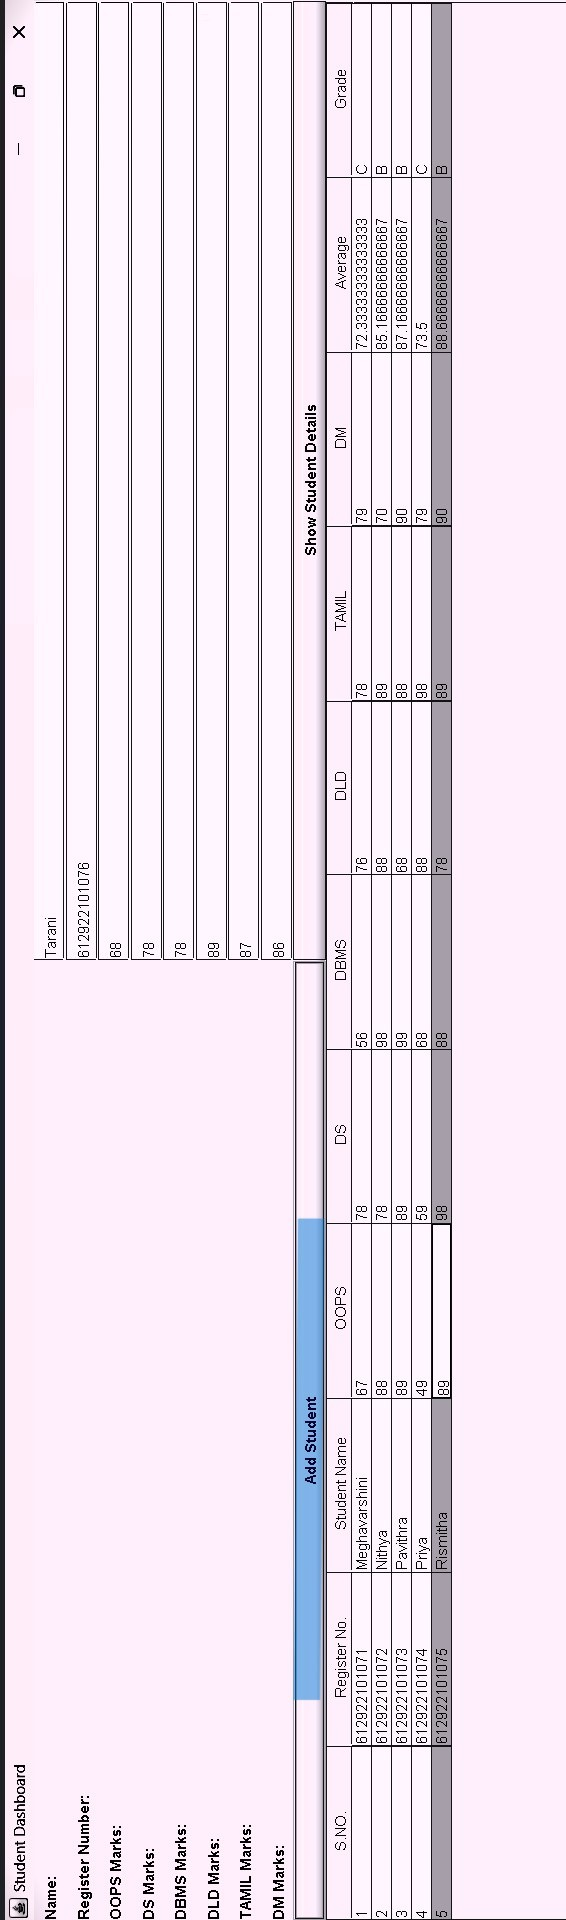 Student Dashboard
Name: Tarani
Register Number: 612922101076
OOPS Marks: 68
DS Marks: 78
DBMS Marks: 78
DLD Marks: 89
TAMIL Marks: 87
DM Marks: 86
Add Student Show Student Details
S.NO. Register No. Student Name OOPS DS DBMS DLD TAMIL DM Average Grade
1 612922101071 Meghavarshini 67 78 56 76 78 79 72.33333333333333 C
2 612922101072 Nithya 88 78 98 88 89 70 85.16666666666667 B
3 612922101073 Pavithra 89 89 99 68 88 90 87.16666666666667 B
4 612922101074 Priya 49 59 68 88 98 79 73.5 C
5 612922101075 Rismitha 89 98 88 78 89 90 88.66666666666667 B